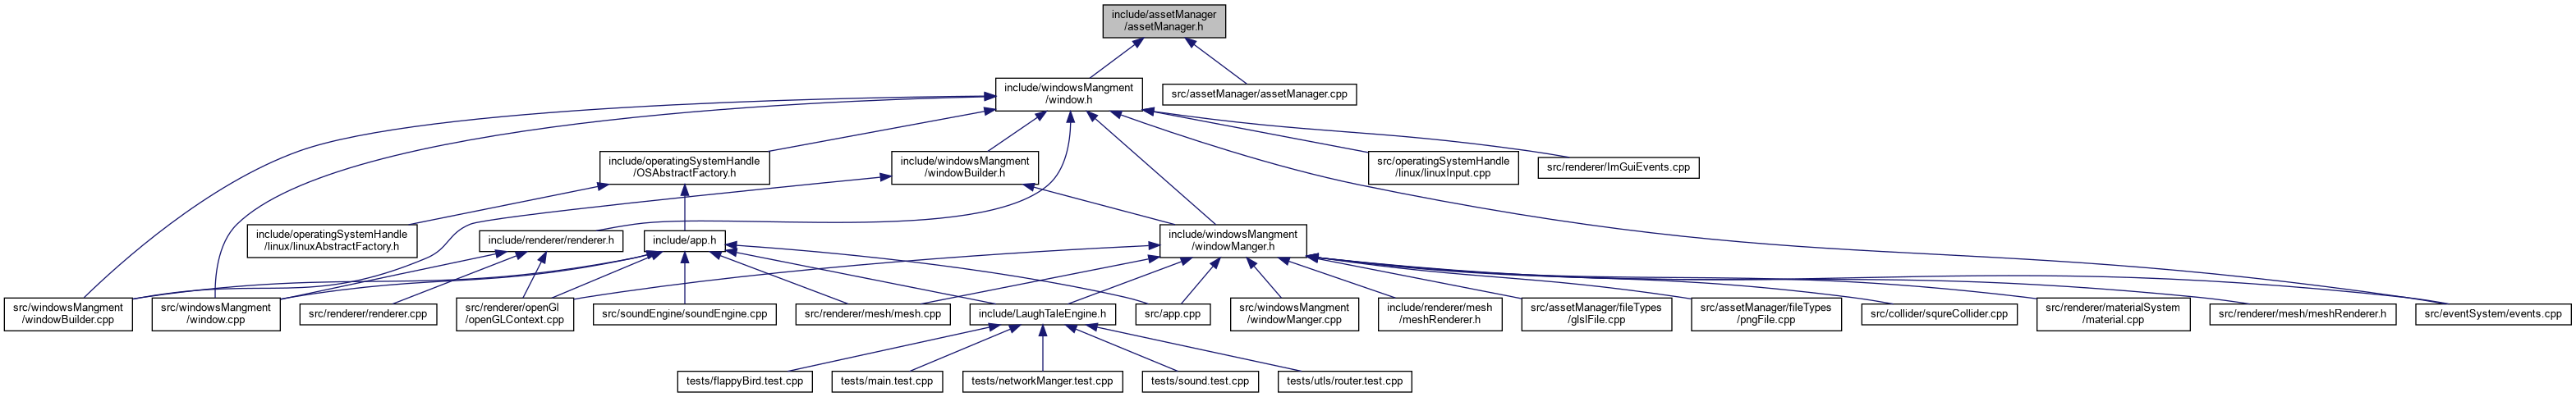 include/assetManager
/assetManager.h
include/windowsMangment
/window.h
src/assetManager/assetManager.cpp
include/operatingSystemHandle
/OSAbstractFactory.h
include/windowsMangment
/windowBuilder.h
src/operatingSystemHandle
/linux/linuxInput.cpp
src/renderer/ImGuiEvents.cpp
include/operatingSystemHandle
/linux/linuxAbstractFactory.h
include/renderer/renderer.h
include/app.h
include/windowsMangment
/windowManger.h
src/windowsMangment
/windowBuilder.cpp
src/windowsMangment
/window.cpp
src/renderer/renderer.cpp
src/renderer/openGl
/openGLContext.cpp
src/soundEngine/soundEngine.cpp
src/renderer/mesh/mesh.cpp
include/LaughTaleEngine.h
src/app.cpp
src/windowsMangment
/windowManger.cpp
include/renderer/mesh
/meshRenderer.h
src/assetManager/fileTypes
/glslFile.cpp
src/assetManager/fileTypes
/pngFile.cpp
src/collider/squreCollider.cpp
src/renderer/materialSystem
/material.cpp
src/renderer/mesh/meshRenderer.h
src/eventSystem/events.cpp
tests/flappyBird.test.cpp
tests/main.test.cpp
tests/networkManger.test.cpp
tests/sound.test.cpp
tests/utls/router.test.cpp